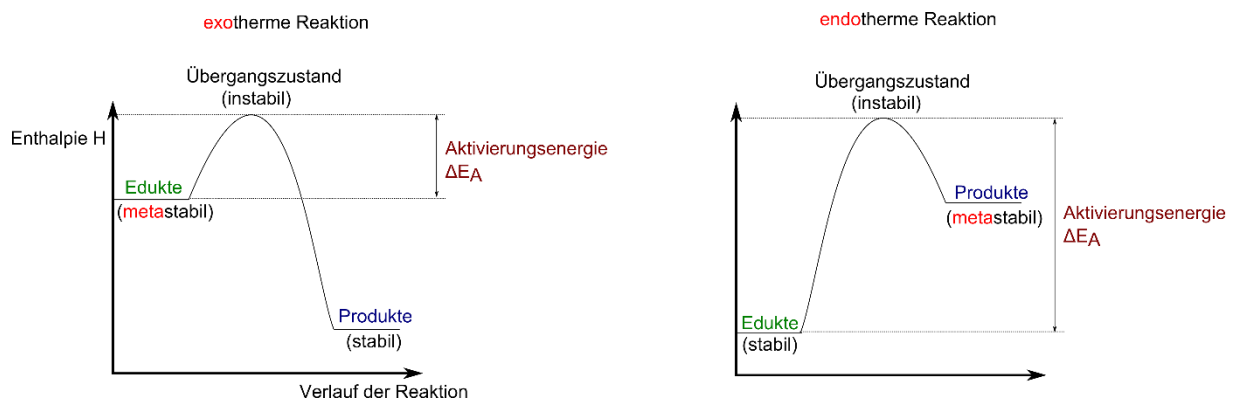 exotherme Reaktion
Übergangszustand
(instabil)
Enthalpie H
Aktivierungsenergie
ΔEA
Edukte
(metastabil)
Produkte
(stabil)
Verlauf der Reaktion
endotherme Reaktion
Übergangszustand
(instabil)
Produkte
(metastabil)
Aktivierungsenergie
ΔEA
Edukte
(stabil)